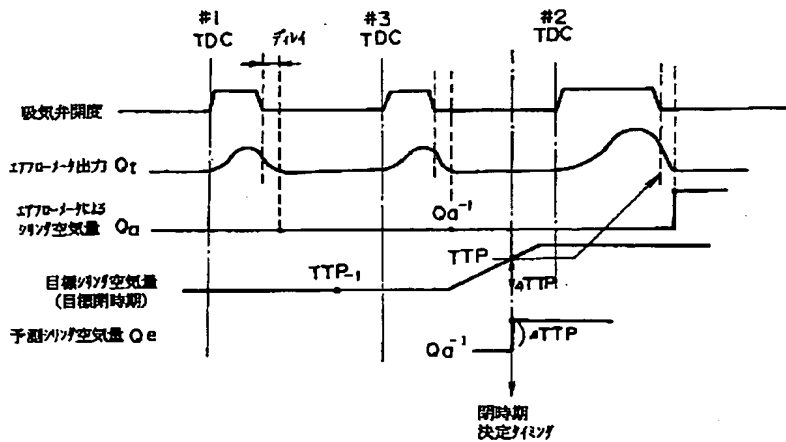 #1
TDC
ディレイ
#3
TDC
#2
TDC
吸気弁開度
エアフローメータ出力 Qt
エアフローメータによる
シリンダ空気量 Qa
Qa⁻¹
目標シリンダ空気量
(目標閉時期)
TTP₋₁
TTP
⊿TTP
予測シリンダ空気量 Qe
Qa⁻¹
⊿TTP
閉時期
決定タイミング